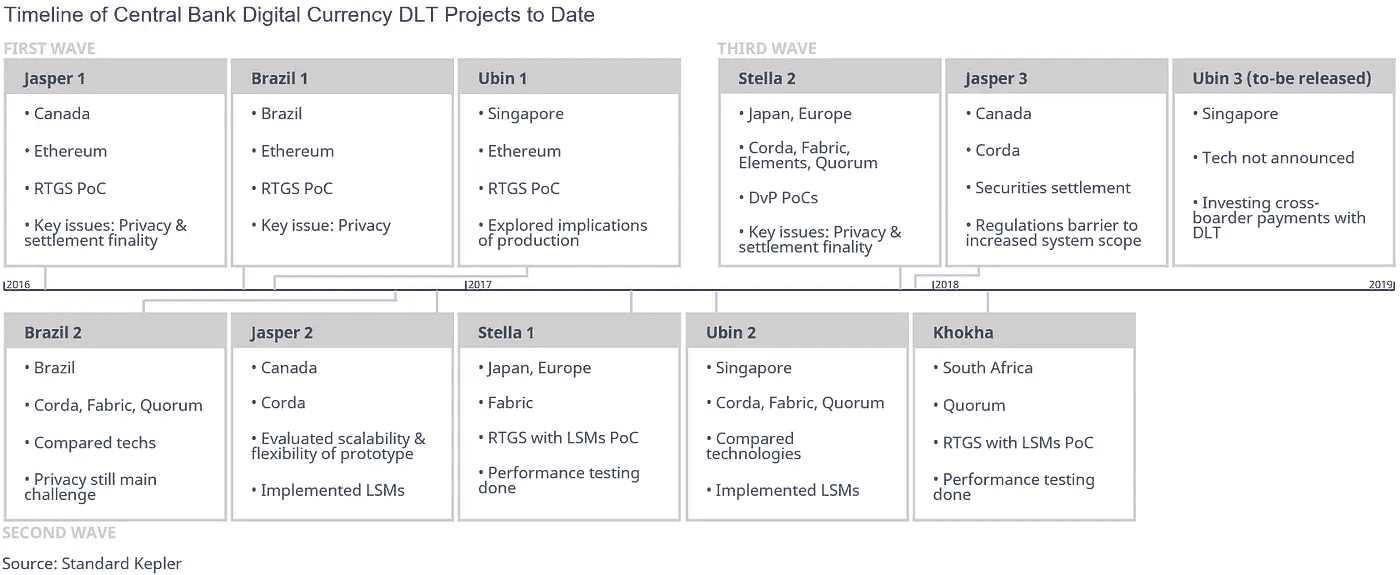 Timeline of Central Bank Digital Currency DLT Projects to Date
FIRST WAVE
Jasper 1
• Canada
• Ethereum
• RTGS PoC
• Key issues: Privacy &
settlement finality
Brazil 1
• Brazil
• Ethereum
• RTGS PoC
• Key issue: Privacy
Ubin 1
• Singapore
• Ethereum
• RTGS PoC
• Explored implications
of production
THIRD WAVE
Stella 2
• Japan, Europe
• Corda, Fabric,
Elements, Quorum
• DvP PoCs
• Key issues: Privacy &
settlement finality
Jasper 3
• Canada
• Corda
• Securities settlement
• Regulations barrier to
increased system scope
Ubin 3 (to-be released)
• Singapore
• Tech not announced
• Investing cross-
boarder payments with
DLT
2016
2017
2018
2019
Brazil 2
• Brazil
• Corda, Fabric, Quorum
• Compared techs
• Privacy still main
challenge
Jasper 2
• Canada
• Corda
• Evaluated scalability &
flexibility of prototype
• Implemented LSMs
Stella 1
• Japan, Europe
• Fabric
• RTGS with LSMs PoC
• Performance testing
done
Ubin 2
• Singapore
• Corda, Fabric, Quorum
• Compared
technologies
• Implemented LSMs
Khokha
• South Africa
• Quorum
• RTGS with LSMs PoC
• Performance testing
done
SECOND WAVE
Source: Standard Kepler